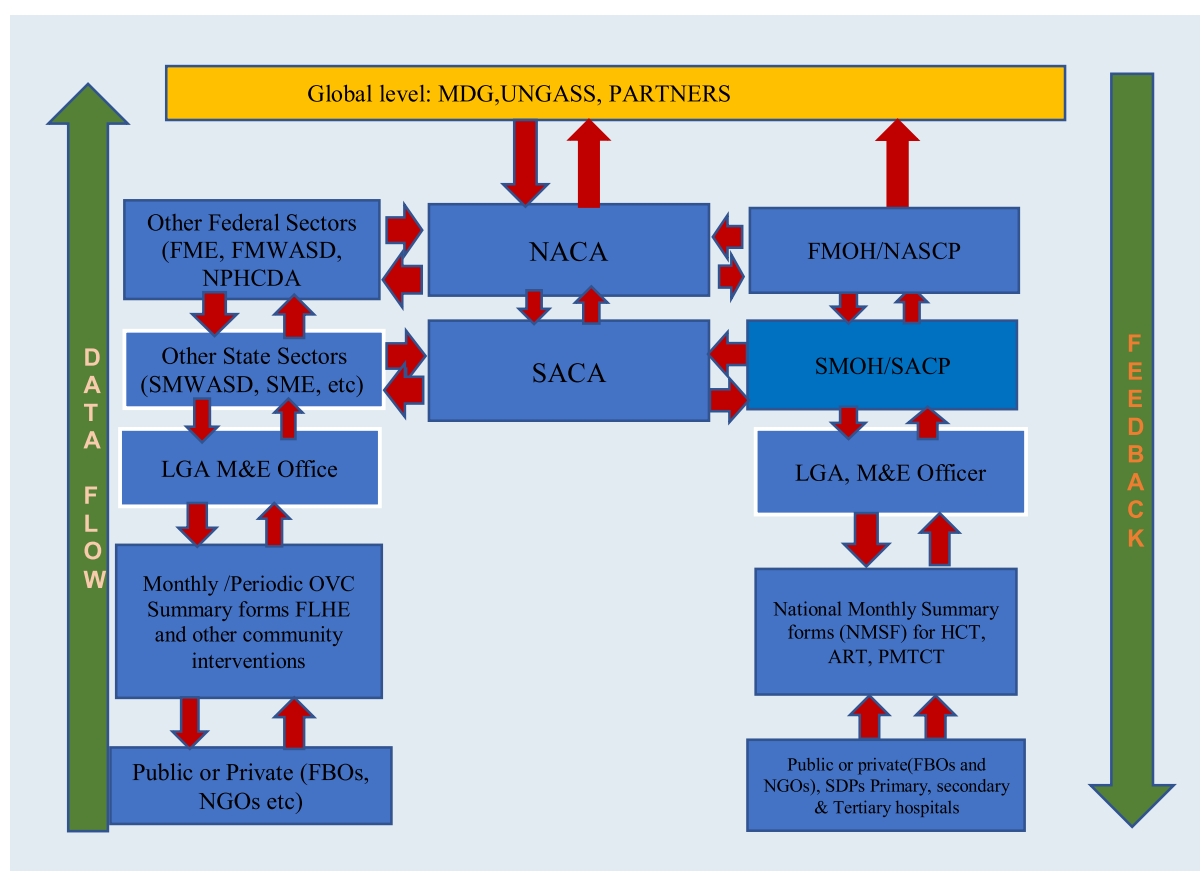 Global level: MDG,UNGASS, PARTNERS
Other Federal Sectors
(FME, FMWASD,
NPHCDA
NACA
FMOH/NASCP
Other State Sectors
(SMWASD, SME, etc)
SACA
SMOH/SACP
LGA M&E Office
LGA, M&E Officer
Monthly /Periodic OVC
Summary forms FLHE
and other community
interventions
National Monthly Summary
forms (NMSF) for HCT,
ART, PMTCT
Public or Private (FBOs,
NGOs etc)
Public or private(FBOs and
NGOs), SDPs Primary, secondary
& Tertiary hospitals
DATA FLOW
FEEDBACK